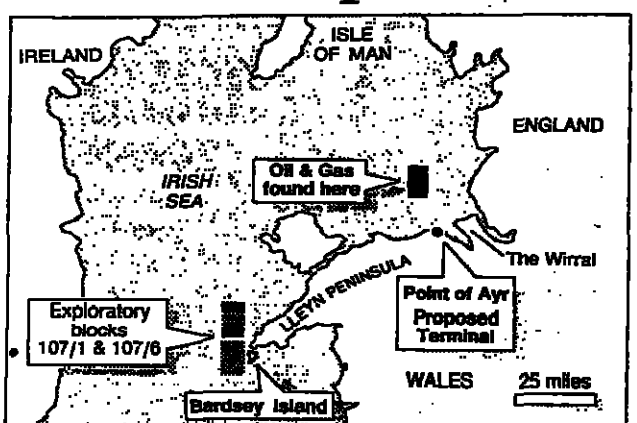 IRELAND
ISLE
OF MAN
ENGLAND
Oil & Gas
found here
IRISH
SEA
The Wirral
LLEYN PENINSULA
Point of Ayr
Proposed
Terminal
Exploratory
blocks
107/1 & 107/6
WALES
25 miles
Bardsey Island